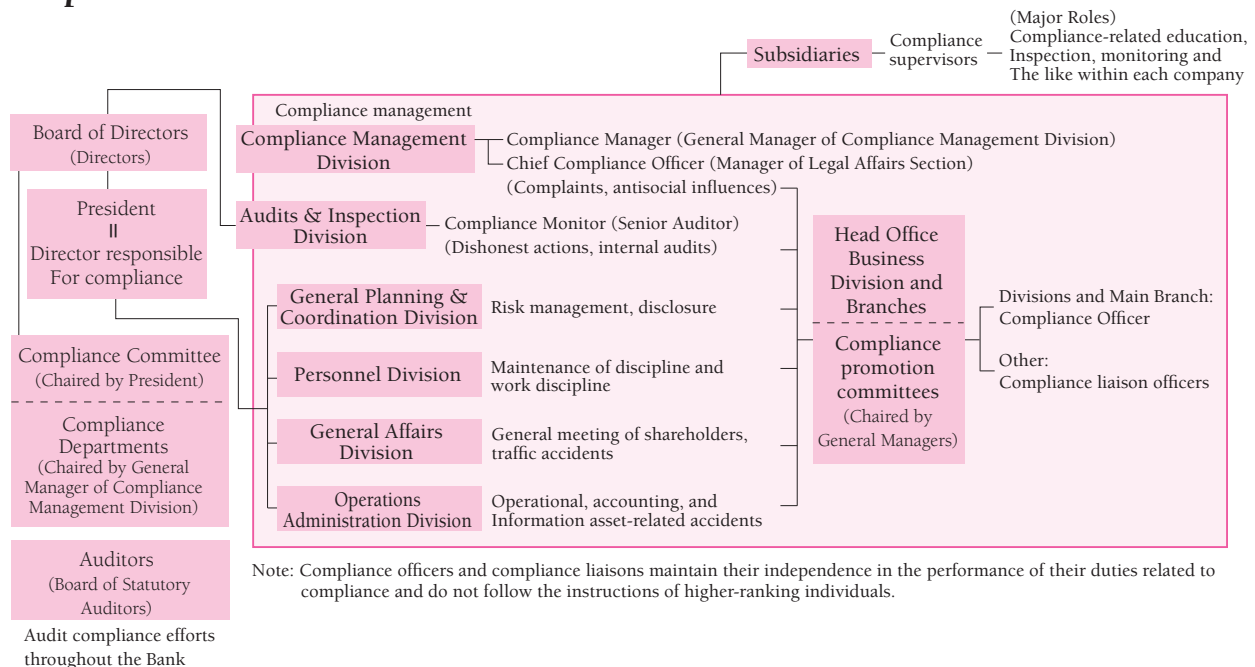 (Major Roles)
Compliance-related education,
Inspection, monitoring and
The like within each company
Subsidiaries
Compliance
supervisors
Board of Directors
(Directors)
President
=
Director responsible
For compliance
Compliance Committee
(Chaired by President)
Compliance
Departments
(Chaired by General
Manager of Compliance
Management Division)
Auditors
(Board of Statutory
Auditors)
Audit compliance efforts
throughout the Bank
Compliance management
Compliance Management
Division
Compliance Manager (General Manager of Compliance Management Division)
Chief Compliance Officer (Manager of Legal Affairs Section)
(Complaints, antisocial influences)
Audits & Inspection
Division
Compliance Monitor (Senior Auditor)
(Dishonest actions, internal audits)
General Planning &
Coordination Division
Risk management, disclosure
Personnel Division
Maintenance of discipline and
work discipline
General Affairs
Division
General meeting of shareholders,
traffic accidents
Operations
Administration Division
Operational, accounting, and
Information asset-related accidents
Head Office
Business
Division and
Branches
Compliance
promotion
committees
(Chaired by
General Managers)
Divisions and Main Branch:
Compliance Officer
Other:
Compliance liaison officers
Note: Compliance officers and compliance liaisons maintain their independence in the performance of their duties related to
compliance and do not follow the instructions of higher-ranking individuals.